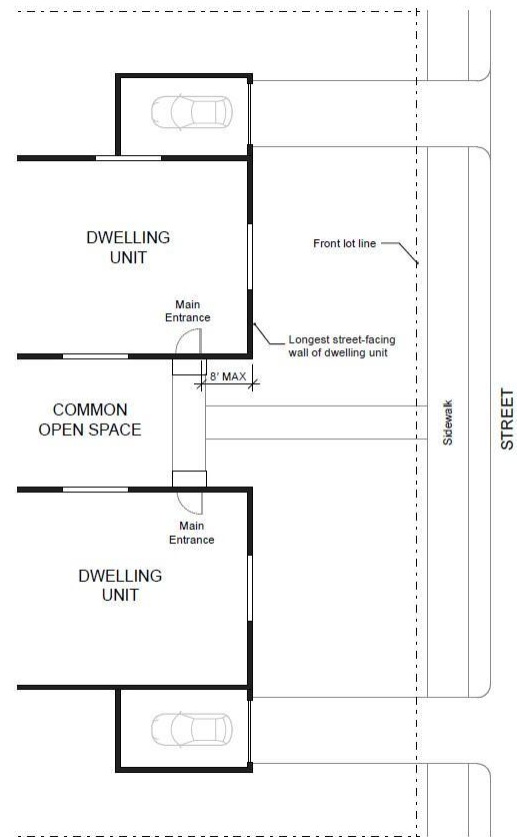 DWELLING
UNIT
Front lot line
Main
Entrance
Longest street-facing
wall of dwelling unit
8' MAX
COMMON
OPEN SPACE
Sidewalk
STREET
Main
Entrance
DWELLING
UNIT